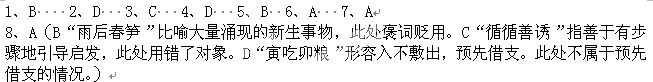 1、B····2、D···3、C···4、D···5、B··6、A···7、A
8、A（B“雨后春笋”比喻大量涌现的新生事物，此处褒词贬用。C“循循善诱”指善于有步
骤地引导启发，此处用错了对象。D“寅吃卯粮”形容入不敷出，预先借支。此处不属于预先
借支的情况。）